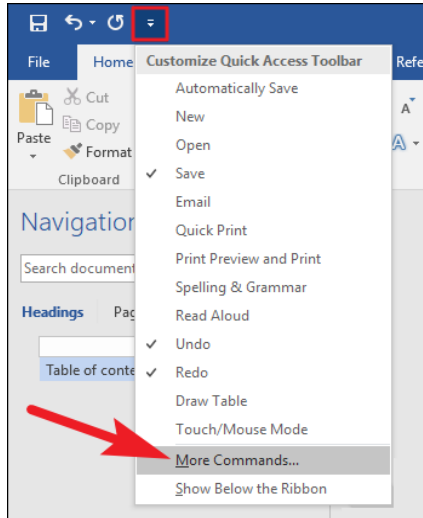 File
Home
Customize Quick Access Toolbar
Refe
Automatically Save
New
Open
Save
Email
Quick Print
Print Preview and Print
Spelling & Grammar
Read Aloud
Undo
Redo
Draw Table
Touch/Mouse Mode
More Commands...
Show Below the Ribbon
Cut
Copy
Paste
Format
Clipboard
A
A
Navigation
Search document
Headings
Pag
Table of conte